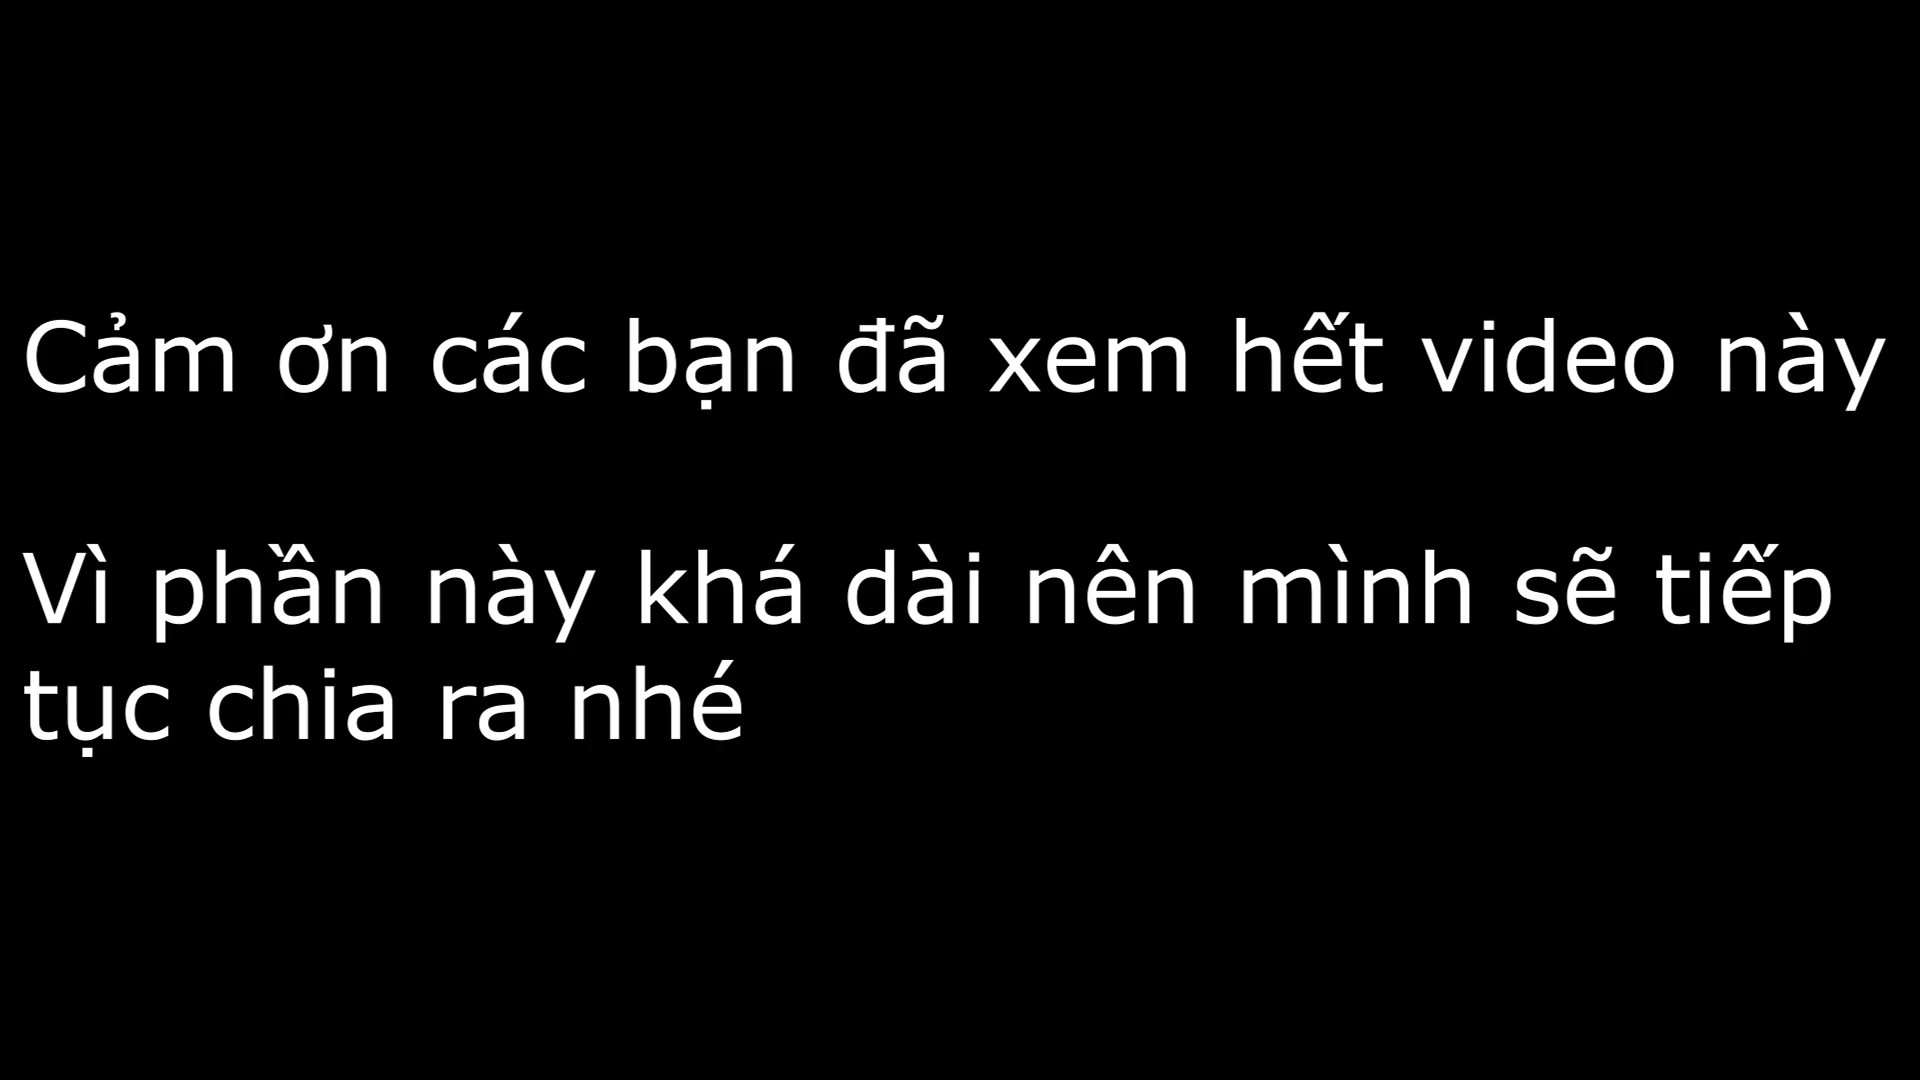 Cảm ơn các bạn đã xem hết video này
Vì phần này khá dài nên mình sẽ tiếp
tục chia ra nhé